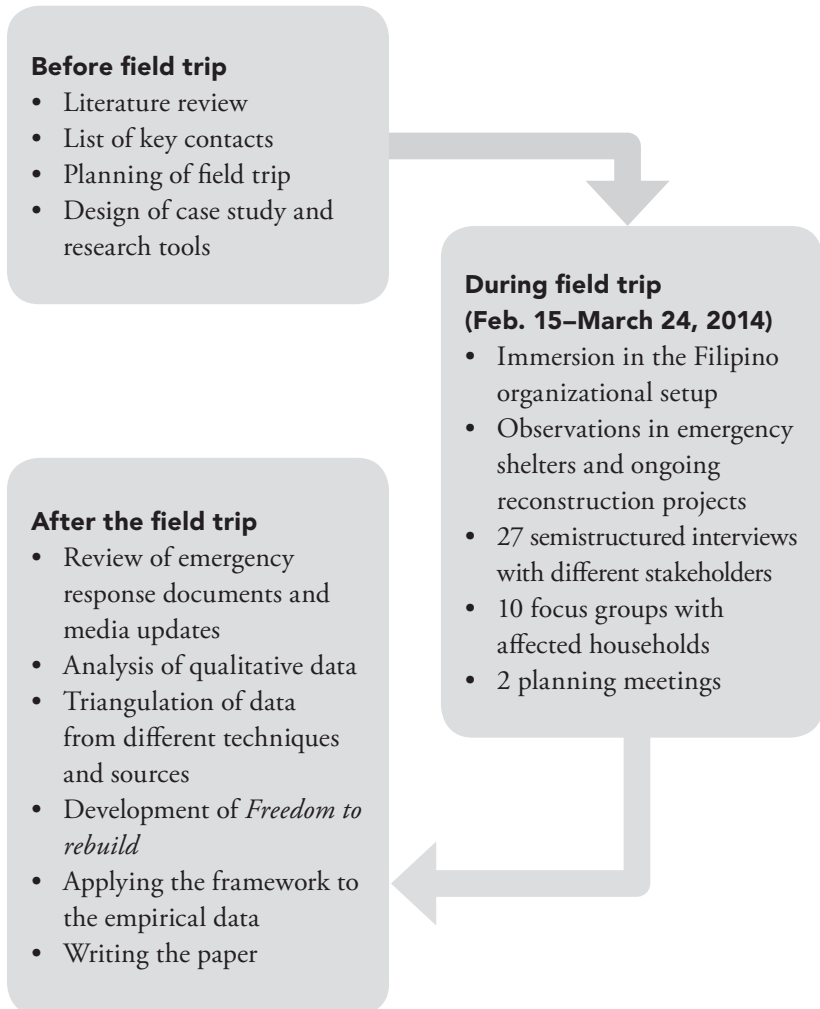 Before field trip
• Literature review
• List of key contacts
• Planning of field trip
• Design of case study and
research tools
During field trip
(Feb. 15–March 24, 2014)
• Immersion in the Filipino
organizational setup
• Observations in emergency
shelters and ongoing
reconstruction projects
• 27 semistructured interviews
with different stakeholders
• 10 focus groups with
affected households
• 2 planning meetings
After the field trip
• Review of emergency
response documents and
media updates
• Analysis of qualitative data
• Triangulation of data
from different techniques
and sources
• Development of Freedom to
rebuild
• Applying the framework to
the empirical data
• Writing the paper